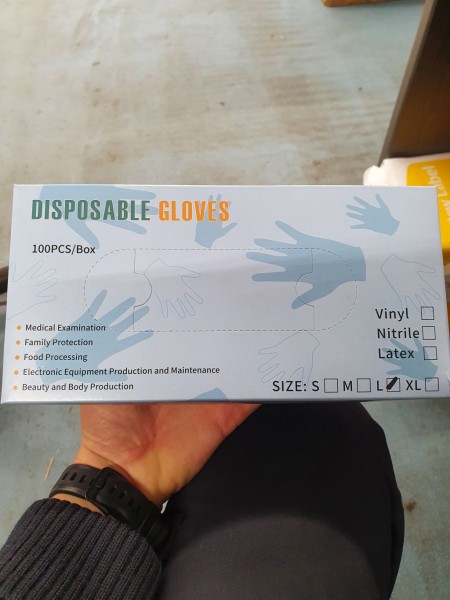 DISPOSABLE GLOVES
100PCS/Box
Vinyl
Nitrile
Latex
Medical Examination
Family Protection
Food Processing
Electronic Equipment Production and Maintenance
Beauty and Body Production
SIZE: S M L XL
Label